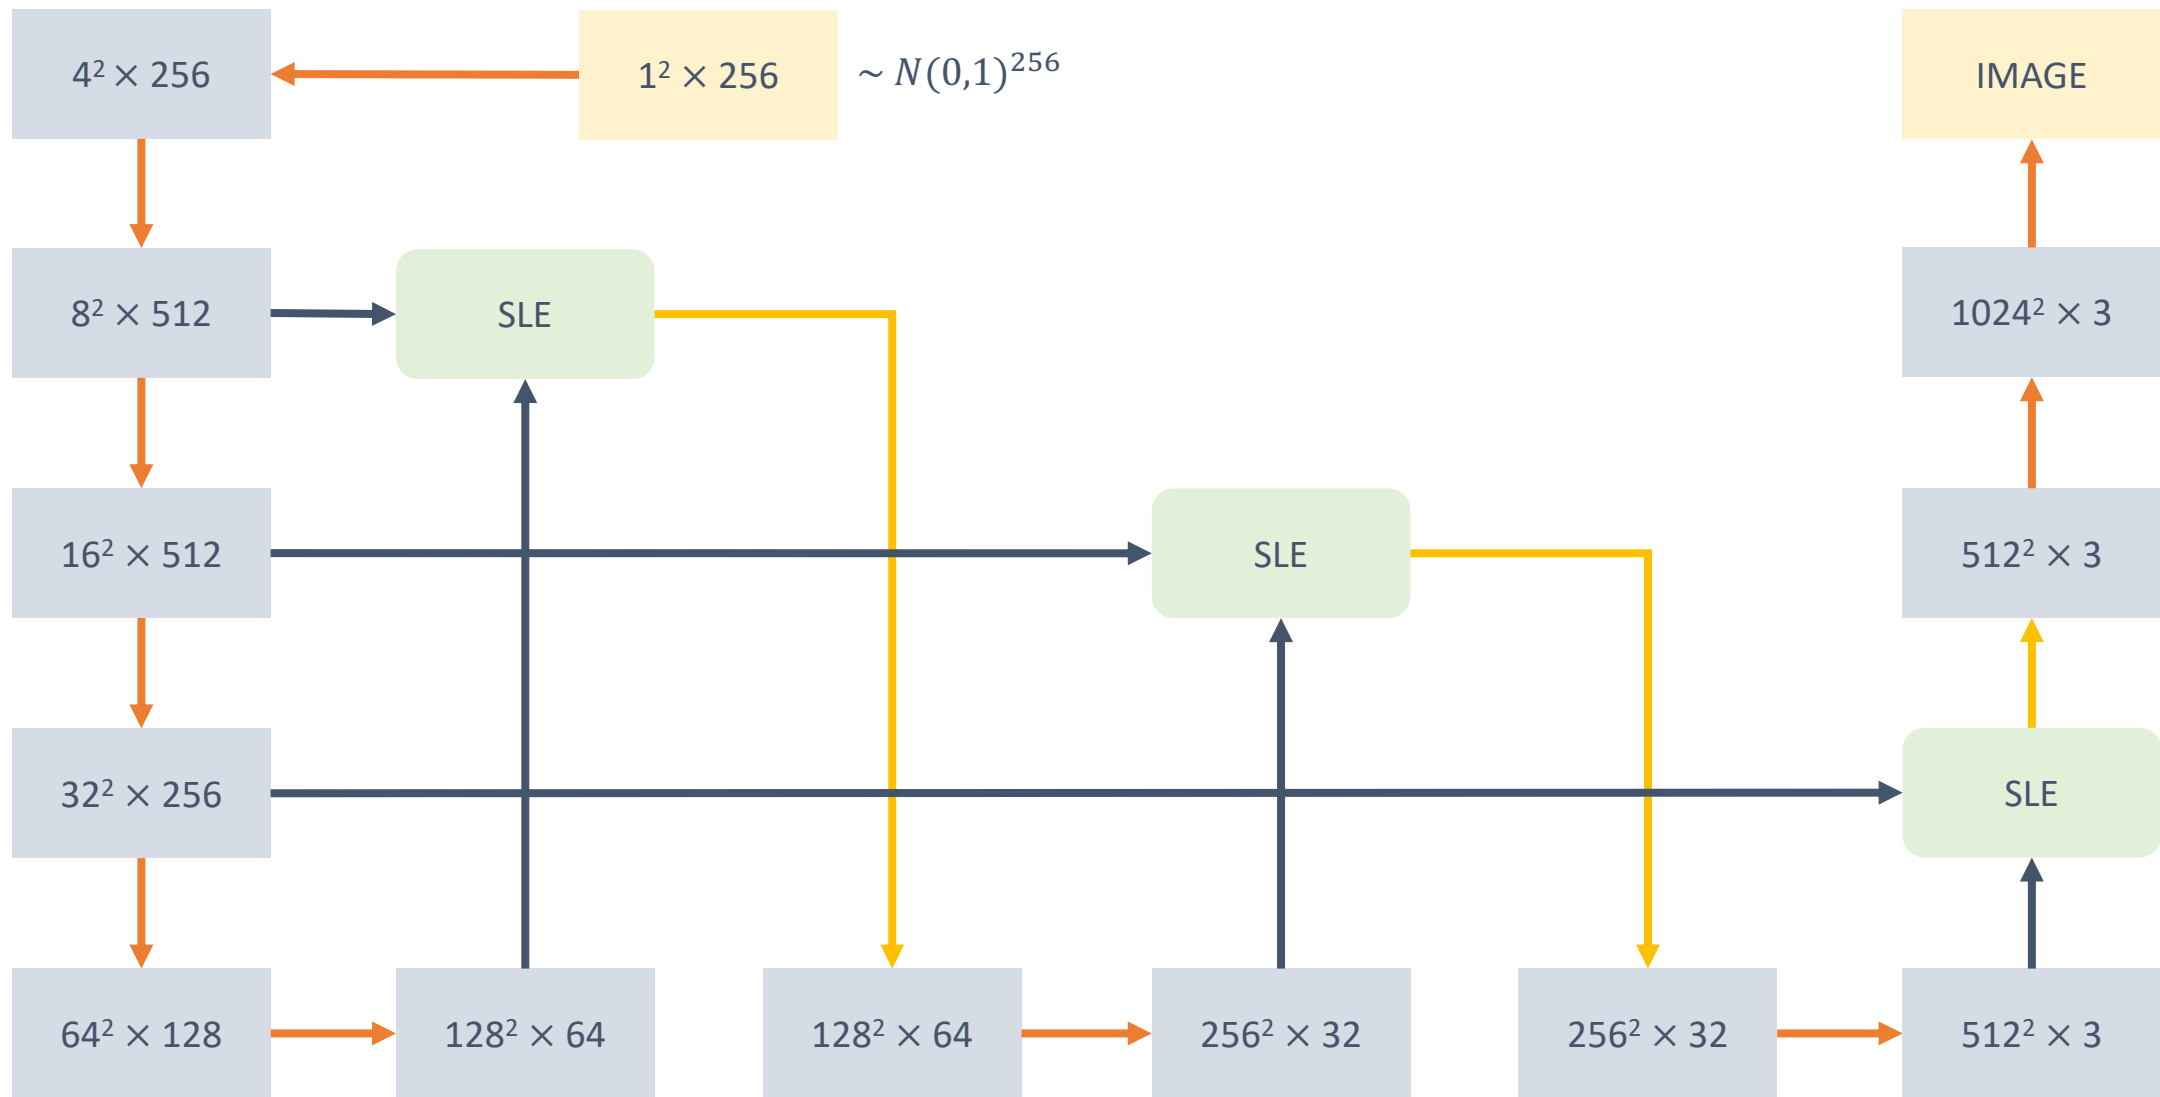 4² × 256
1² × 256
~ N(0,1)²⁵⁶
IMAGE
8² × 512
SLE
1024² × 3
16² × 512
SLE
512² × 3
32² × 256
SLE
64² × 128
128² × 64
128² × 64
256² × 32
256² × 32
512² × 3